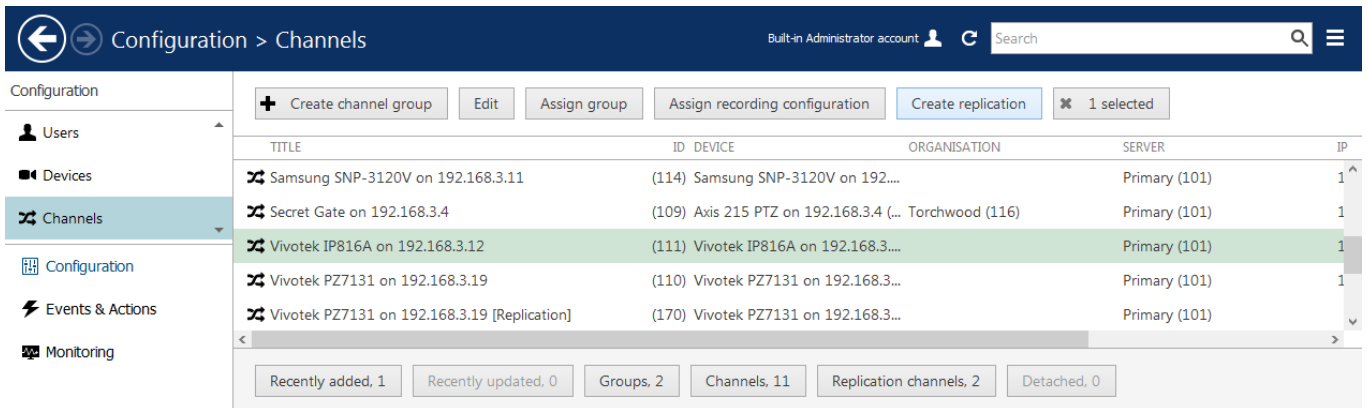 Configuration > Channels
Built-in Administrator account
Search
Configuration
Users
Devices
Channels
Configuration
Events & Actions
Monitoring
Create channel group
Edit
Assign group
Assign recording configuration
Create replication
1 selected
TITLE ID DEVICE ORGANISATION SERVER IP
Samsung SNP-3120V on 192.168.3.11 (114) Samsung SNP-3120V on 192.... Primary (101) 1
Secret Gate on 192.168.3.4 (109) Axis 215 PTZ on 192.168.3.4 (... Torchwood (116) Primary (101) 1
Vivotek IP816A on 192.168.3.12 (111) Vivotek IP816A on 192.168.3.... Primary (101) 1
Vivotek PZ7131 on 192.168.3.19 (110) Vivotek PZ7131 on 192.168.3... Primary (101) 1
Vivotek PZ7131 on 192.168.3.19 [Replication] (170) Vivotek PZ7131 on 192.168.3... Primary (101)
Recently added, 1
Recently updated, 0
Groups, 2
Channels, 11
Replication channels, 2
Detached, 0